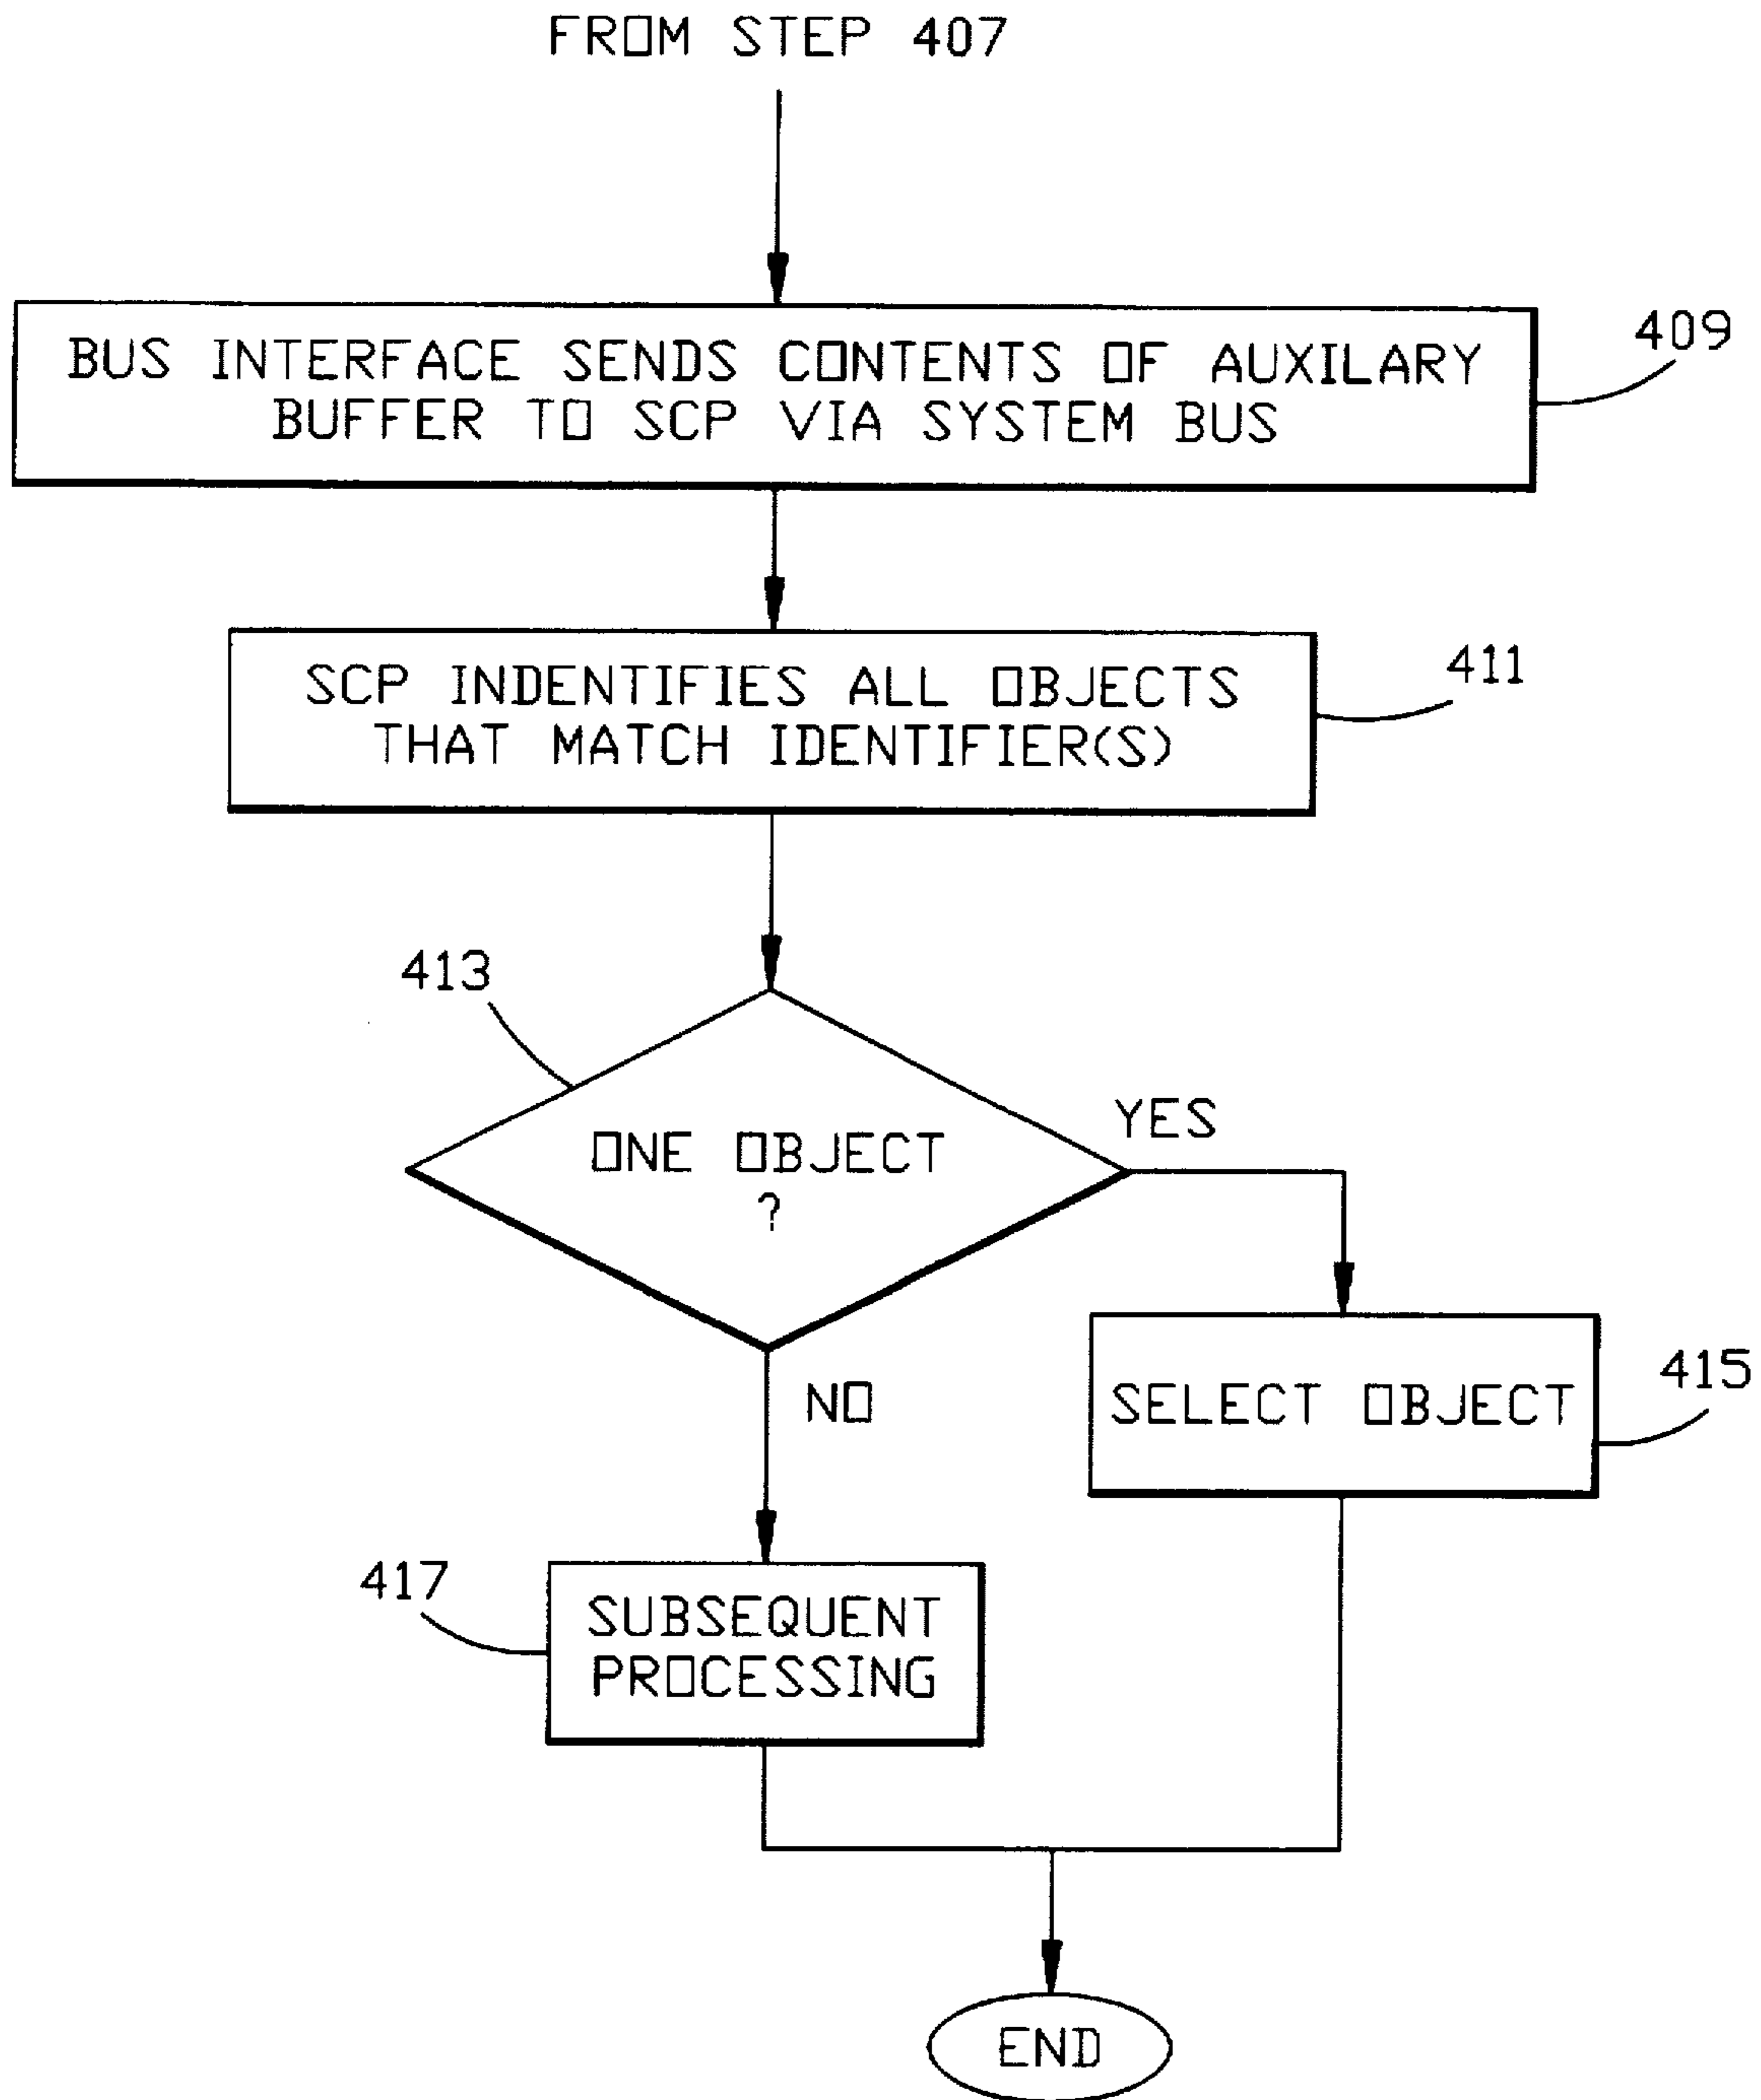 FROM STEP 407
BUS INTERFACE SENDS CONTENTS OF AUXILARY
BUFFER TO SCP VIA SYSTEM BUS
409
SCP INDENTIFIES ALL OBJECTS
THAT MATCH IDENTIFIER(S)
411
413
ONE OBJECT
?
YES
NO
SELECT OBJECT
415
417
SUBSEQUENT
PROCESSING
END